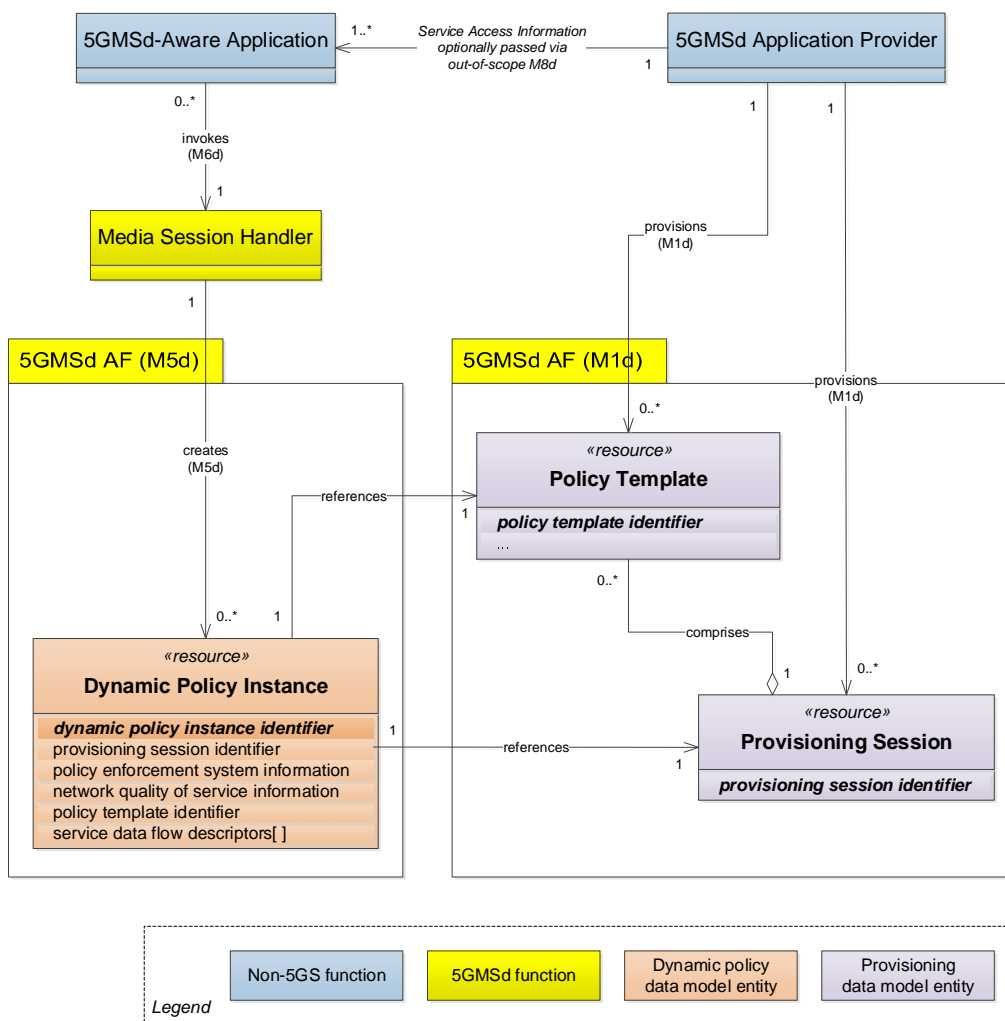 5GMSd-Aware Application
1..*
Service Access Information
optionally passed via
out-of-scope M8d
1
5GMSd Application Provider
0..*
invokes
(M6d)
1
Media Session Handler
1
1
1
provisions
(M1d)
5GMSd AF (M5d)
5GMSd AF (M1d)
provisions
(M1d)
creates
(M5d)
0..*
«resource»
Policy Template
policy template identifier
...
references
1
0..*
comprises
1
0..*
0..*
1
«resource»
Dynamic Policy Instance
dynamic policy instance identifier
provisioning session identifier
policy enforcement system information
network quality of service information
policy template identifier
service data flow descriptors[ ]
1
references
1
«resource»
Provisioning Session
provisioning session identifier
Legend
Non-5GS function
5GMSd function
Dynamic policy
data model entity
Provisioning
data model entity